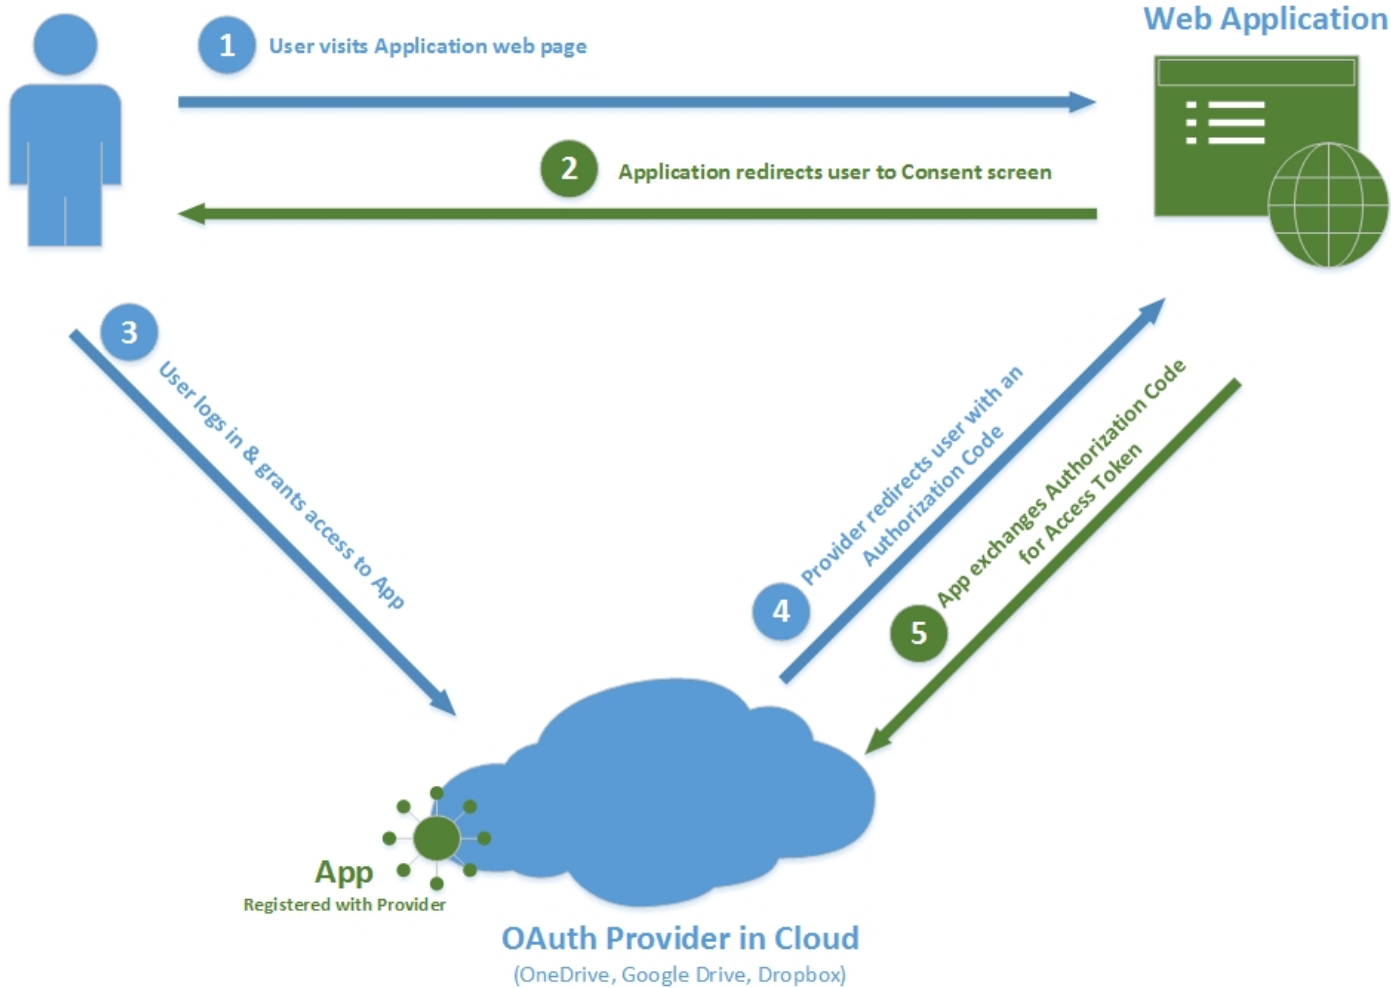 Web Application
1 User visits Application web page
2 Application redirects user to Consent screen
3 User logs in & grants access to App
4 Provider redirects user with an
Authorization Code
5 App exchanges Authorization Code
for Access Token
App
Registered with Provider
OAuth Provider in Cloud
(OneDrive, Google Drive, Dropbox)